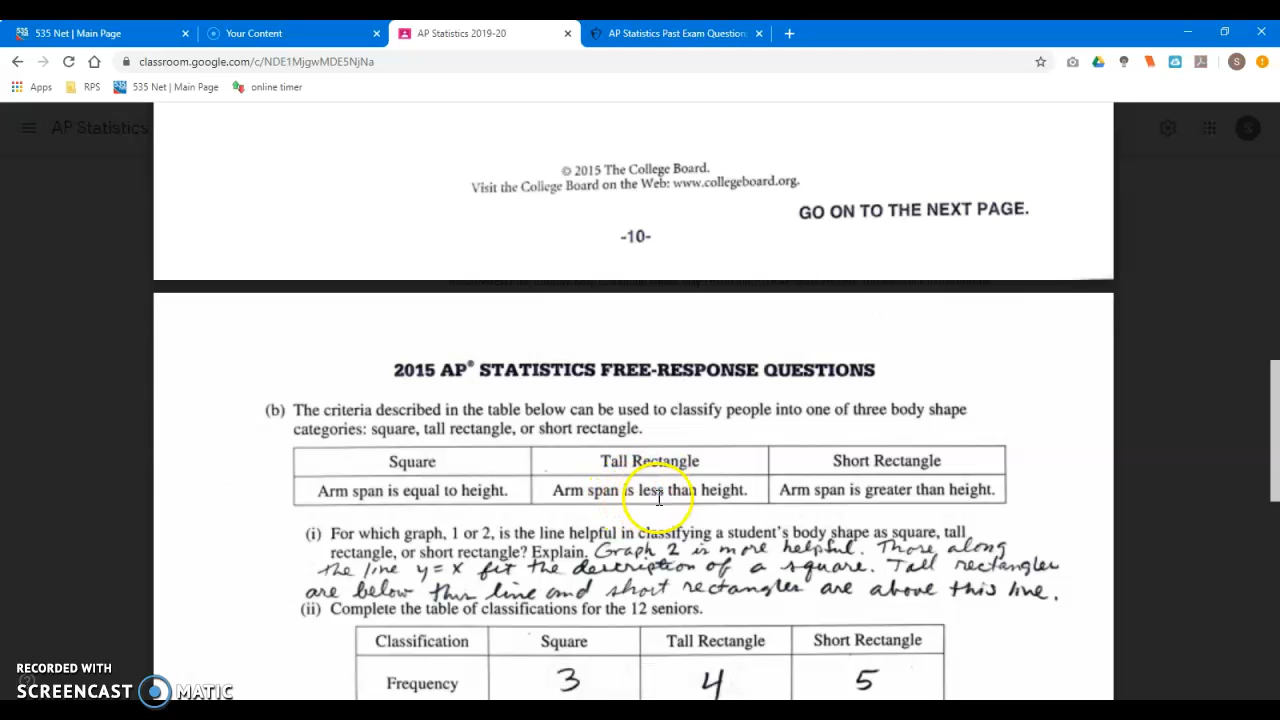 535 Net | Main Page
Your Content
AP Statistics 2019-20
AP Statistics Past Exam Question
classroom.google.com/c/NDE1MjgwMDE5NjNa
Apps
RPS
535 Net | Main Page
online timer
S
AP Statistics
© 2015 The College Board.
Visit the College Board on the Web: www.collegeboard.org.
GO ON TO THE NEXT PAGE.
-10-
2015 AP® STATISTICS FREE-RESPONSE QUESTIONS
(b) The criteria described in the table below can be used to classify people into one of three body shape
categories: square, tall rectangle, or short rectangle.
Square Tall Rectangle Short Rectangle
Arm span is equal to height. Arm span is less than height. Arm span is greater than height.
(i) For which graph, 1 or 2, is the line helpful in classifying a student's body shape as square, tall
rectangle, or short rectangle? Explain. Graph 2 is more helpful. Those along
the line y = x fit the description of a square. Tall rectangles
are below this line and short rectangles are above this line.
(ii) Complete the table of classifications for the 12 seniors.
Classification Square Tall Rectangle Short Rectangle
Frequency 3 4 5
RECORDED WITH
SCREENCAST MATIC